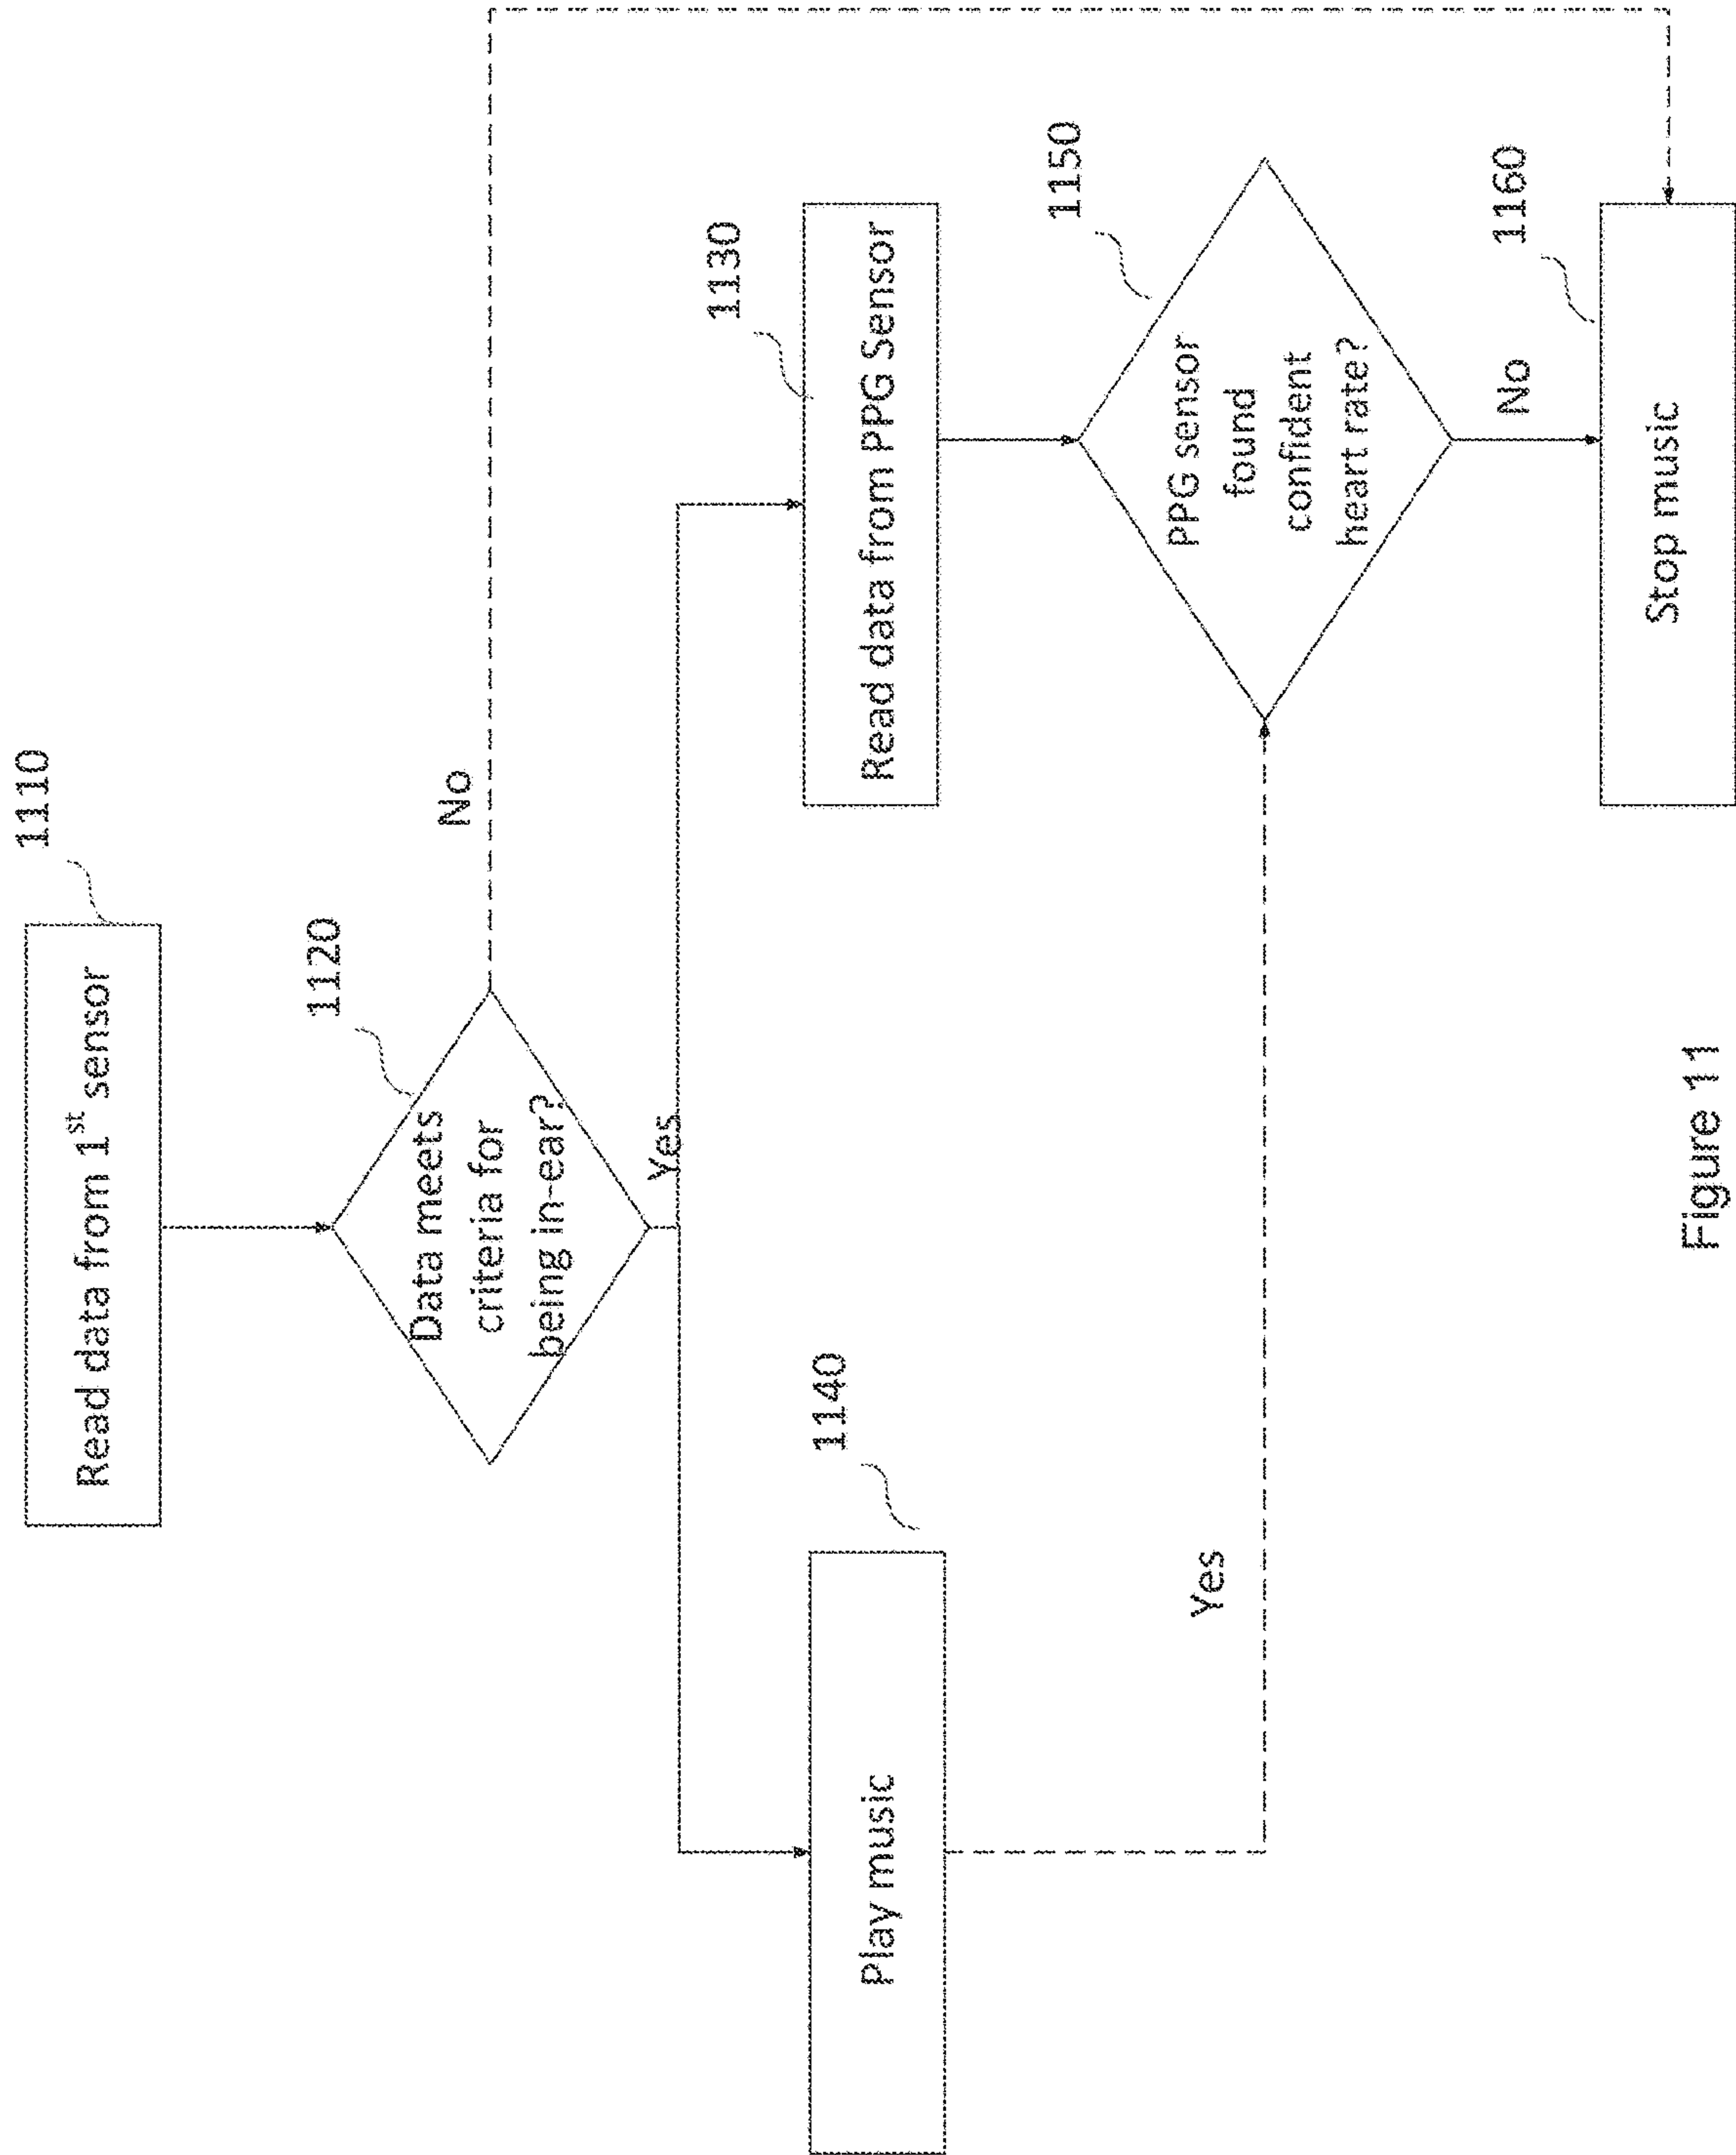 1110
Read data from 1st sensor
1120
Data meets
criteria for
being in-ear?
No
Yes
1140
Play music
1130
Read data from PPG Sensor
1150
PPG sensor
found
confident
heart rate?
Yes
No
1160
Stop music
Figure 11